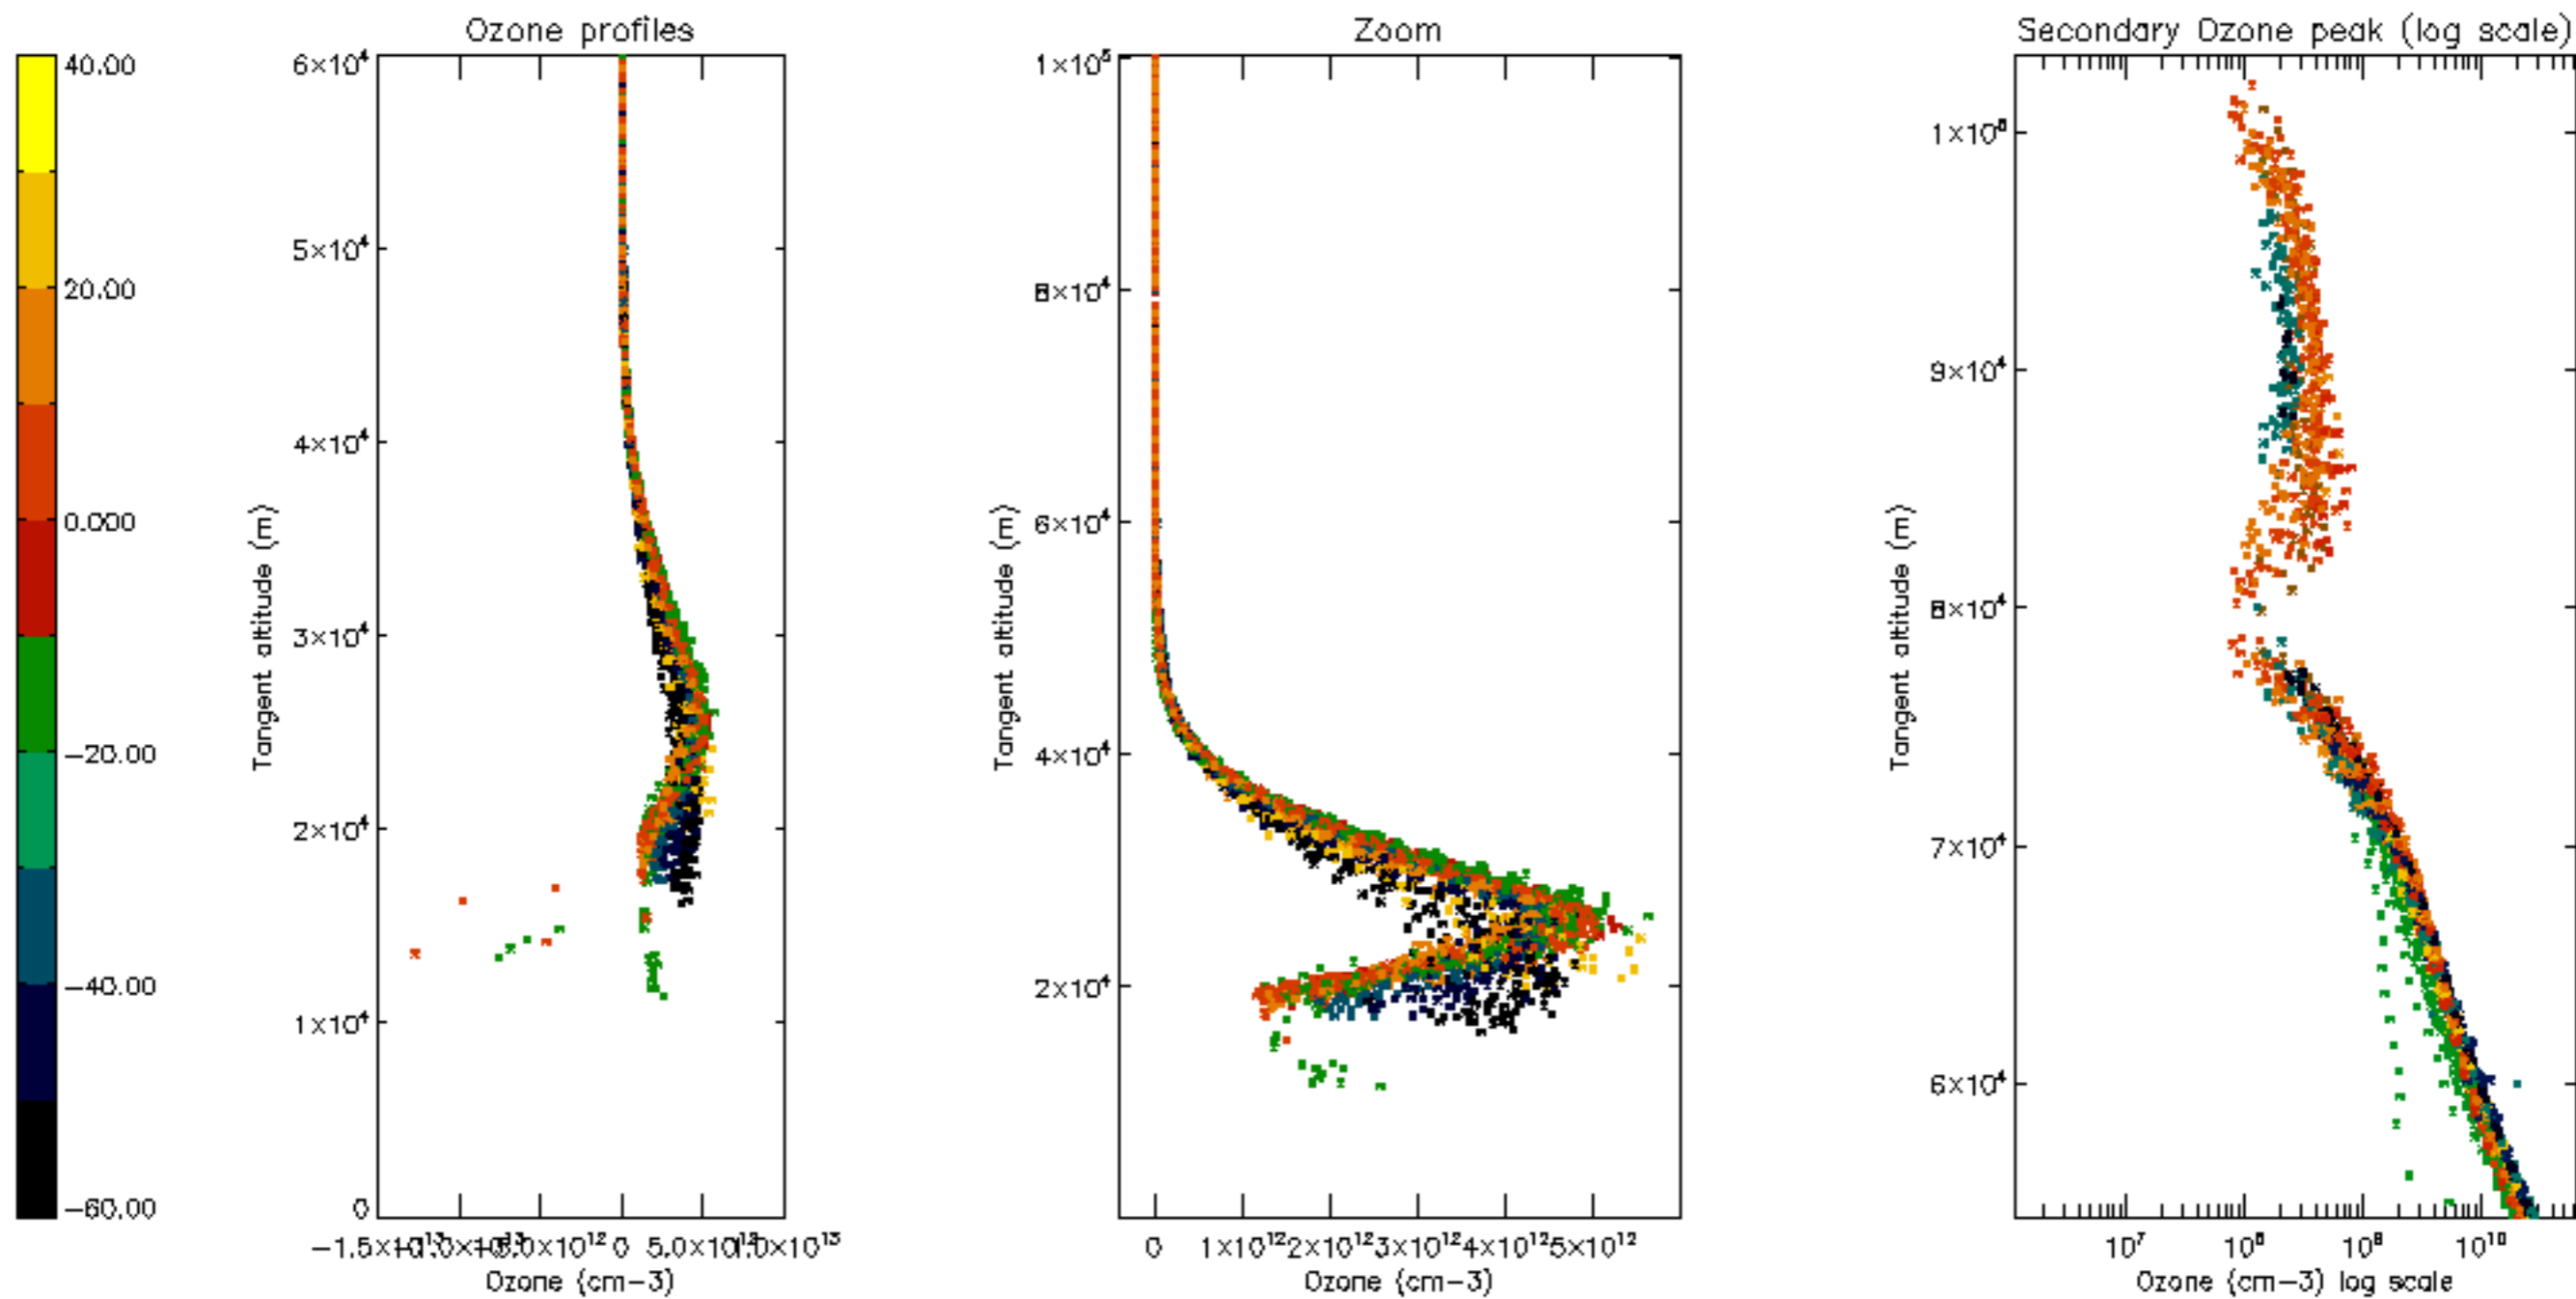 Ozone profiles
Zoom
Secondary Ozone peak (log scale)
40.00
20.00
0.000
−20.00
−40.00
−60.00
6×10⁴
5×10⁴
4×10⁴
3×10⁴
2×10⁴
1×10⁴
0
Tangent altitude (m)
5.0×10¹²
1.0×10¹³
0
Ozone (cm−3)
1×10⁵
8×10⁴
6×10⁴
4×10⁴
2×10⁴
Tangent altitude (m)
0 1×10¹² 2×10¹² 3×10¹² 4×10¹² 5×10¹²
Ozone (cm−3)
9×10⁴
8×10⁴
7×10⁴
6×10⁴
Tangent altitude (m)
10⁷ 10⁸ 10⁹ 10¹⁰
Ozone (cm−3) log scale